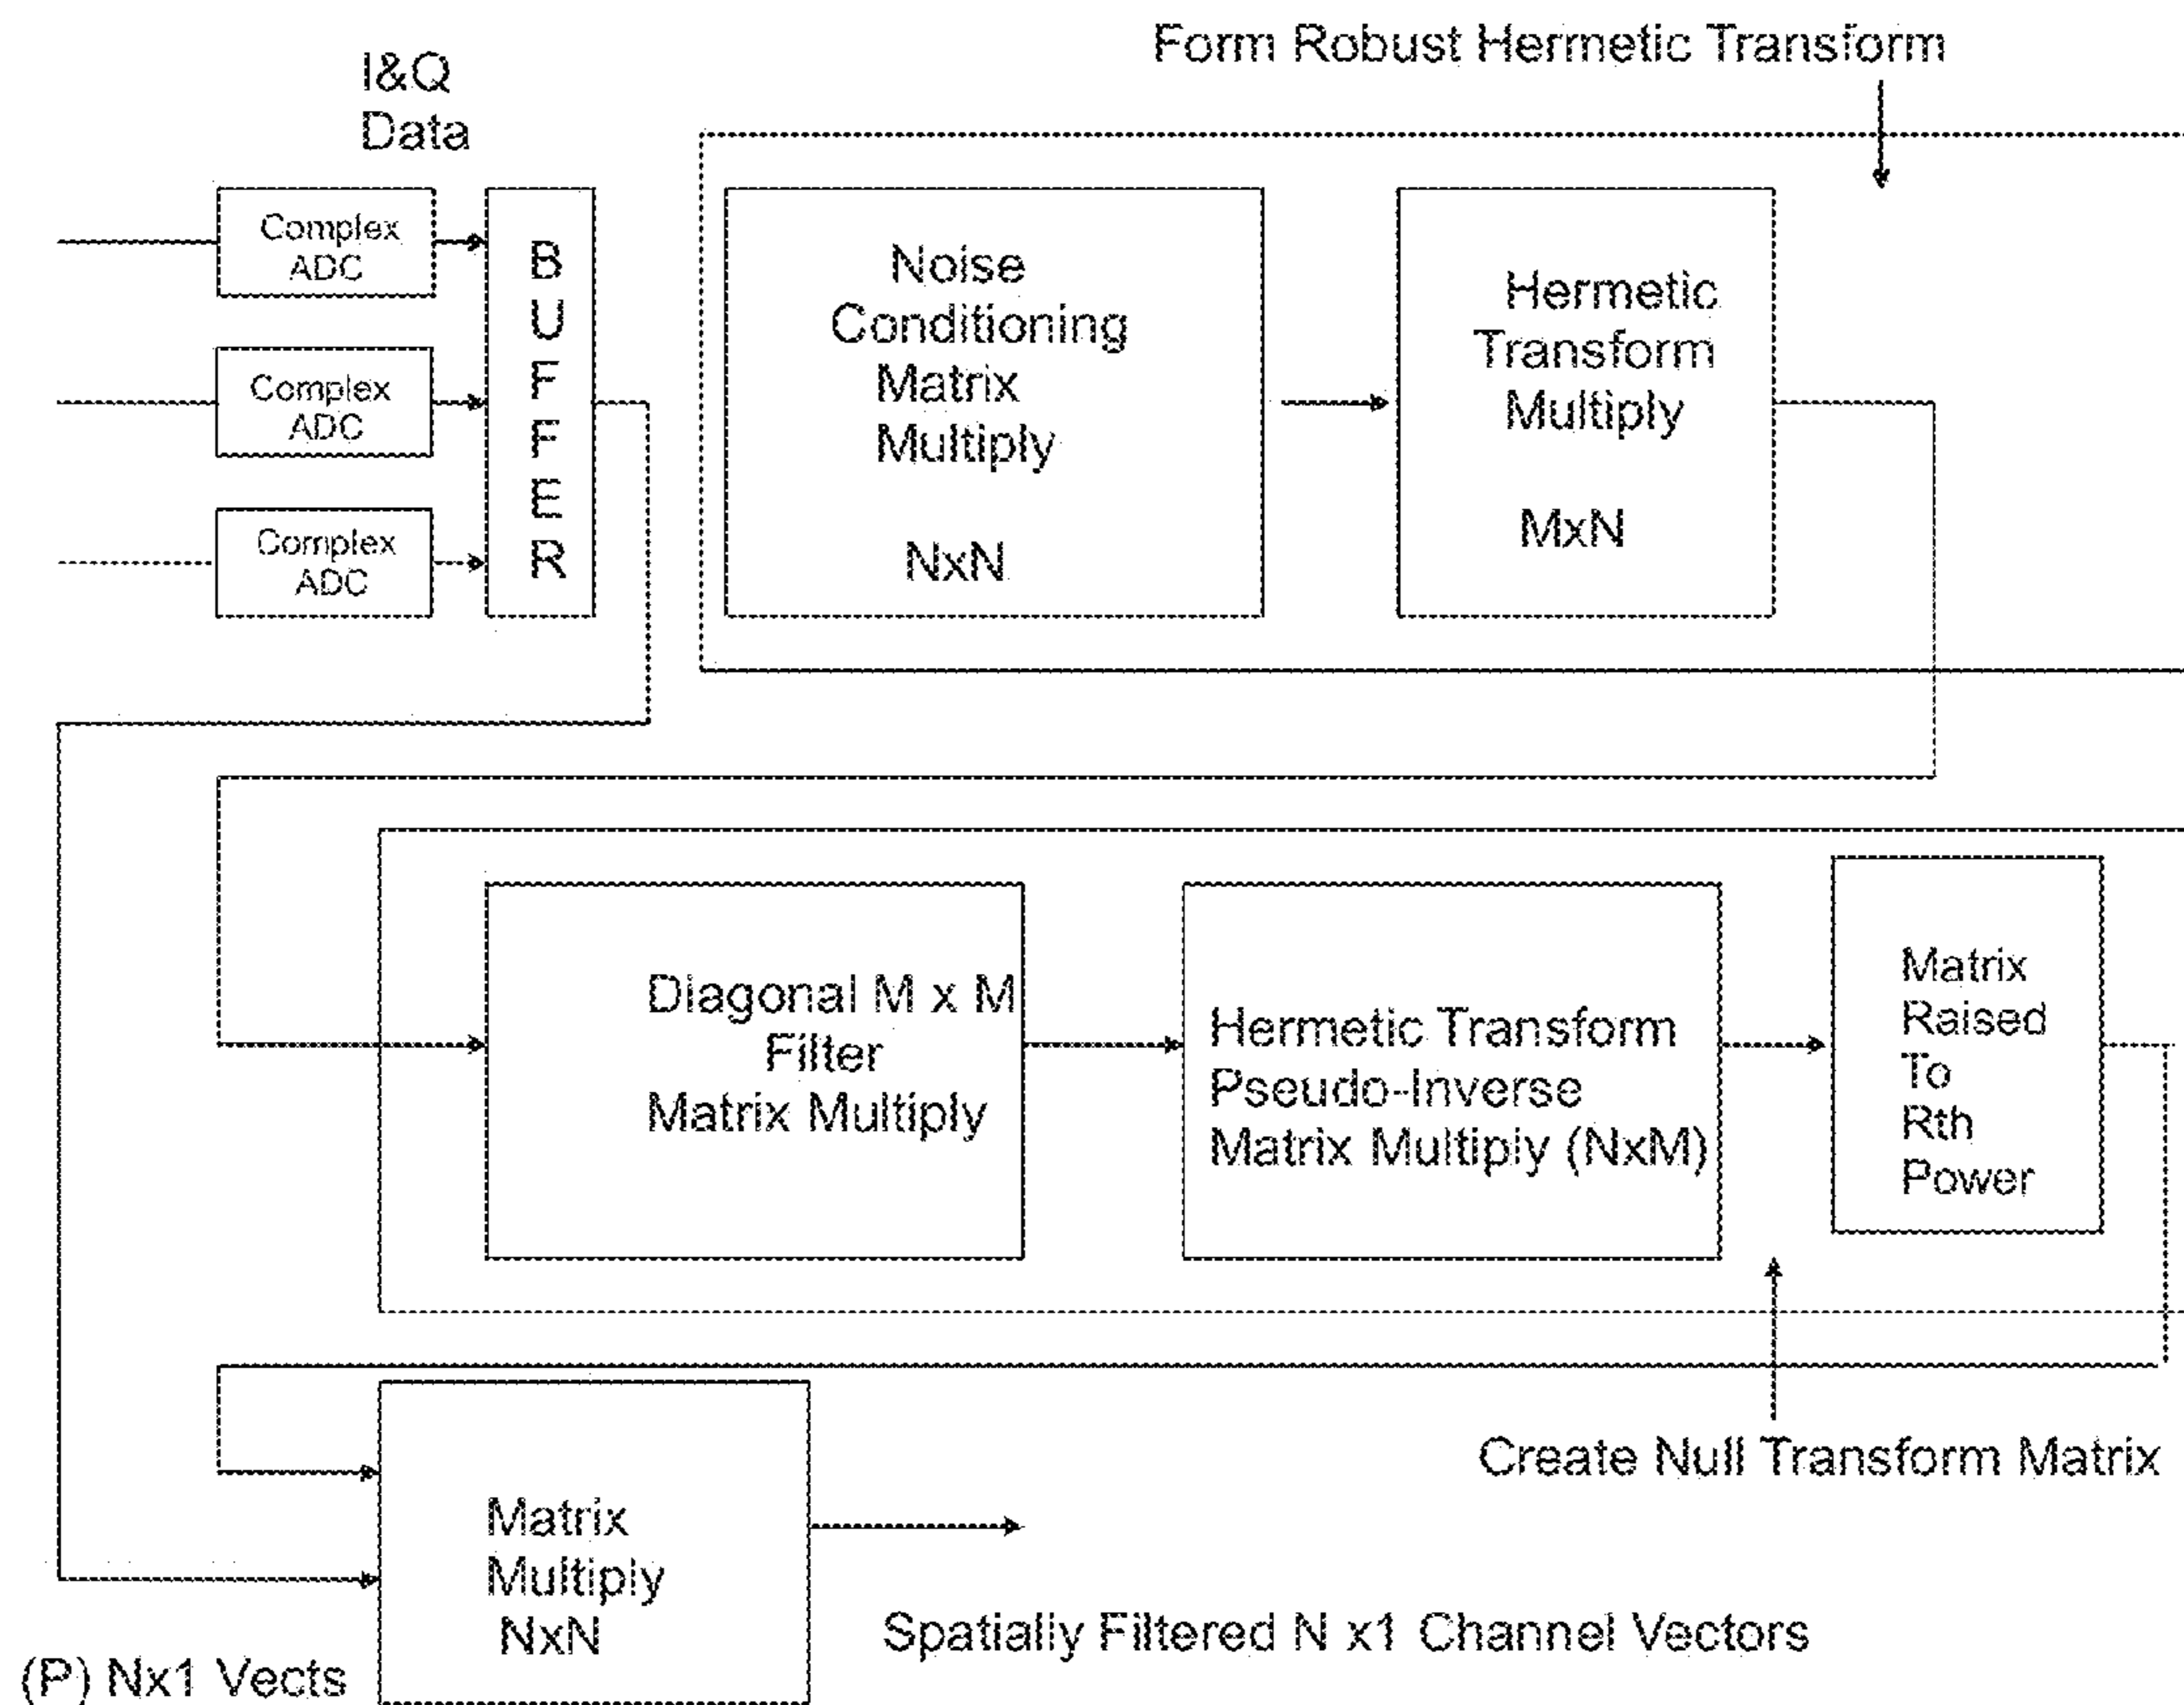 Form Robust Hermetic Transform
I&Q
Data
Complex
ADC
Complex
ADC
Complex
ADC
B
U
F
F
E
R
Noise
Conditioning
Matrix
Multiply
NxN
Hermetic
Transform
Multiply
MxN
Diagonal M x M
Filter
Matrix Multiply
Hermetic Transform
Pseudo-Inverse
Matrix Multiply (NxM)
Matrix
Raised
To
Rth
Power
Create Null Transform Matrix
Matrix
Multiply
NxN
Spatially Filtered N x1 Channel Vectors
(P) Nx1 Vects